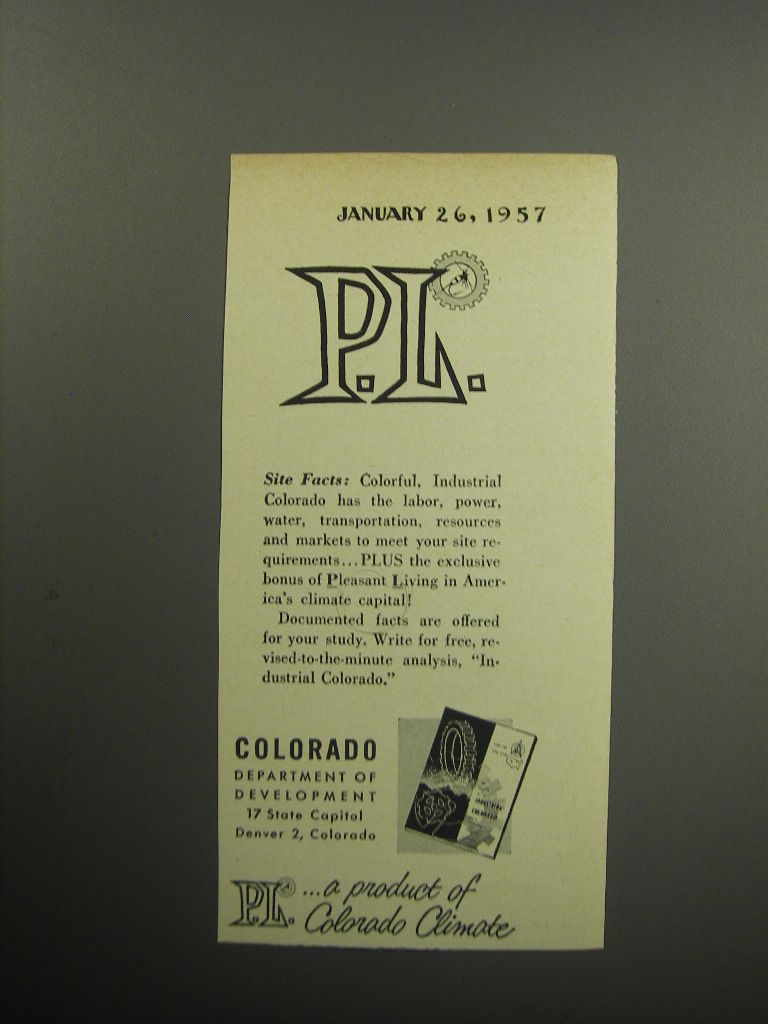 JANUARY 26, 1957
P.L.
Site Facts: Colorful, Industrial
Colorado has the labor, power,
water, transportation, resources
and markets to meet your site re-
quirements...PLUS the exclusive
bonus of Pleasant Living in Amer-
ica's climate capital!
Documented facts are offered
for your study. Write for free, re-
vised-to-the-minute analysis, "In-
dustrial Colorado."
COLORADO
DEPARTMENT OF
DEVELOPMENT
17 State Capitol
Denver 2, Colorado
INDUSTRIAL
COLORADO
P.L. ...a product of
Colorado Climate